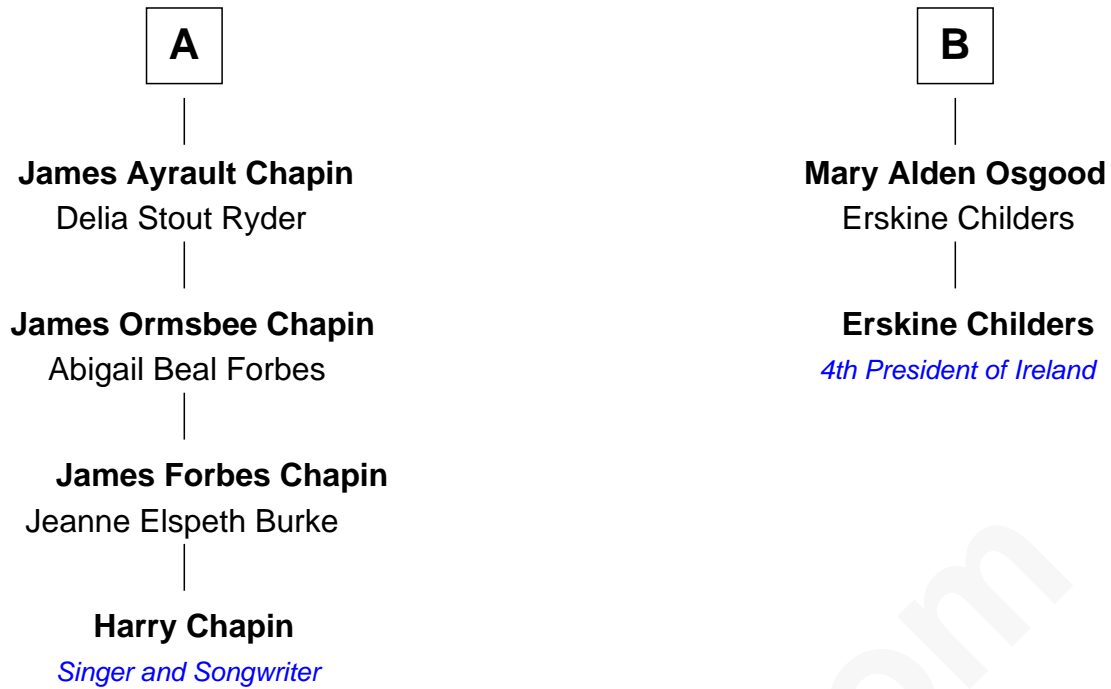 A
James Ayrault Chapin
Delia Stout Ryder
James Ormsbee Chapin
Abigail Beal Forbes
James Forbes Chapin
Jeanne Elspeth Burke
Harry Chapin
Singer and Songwriter
B
Mary Alden Osgood
Erskine Childers
Erskine Childers
4th President of Ireland
om